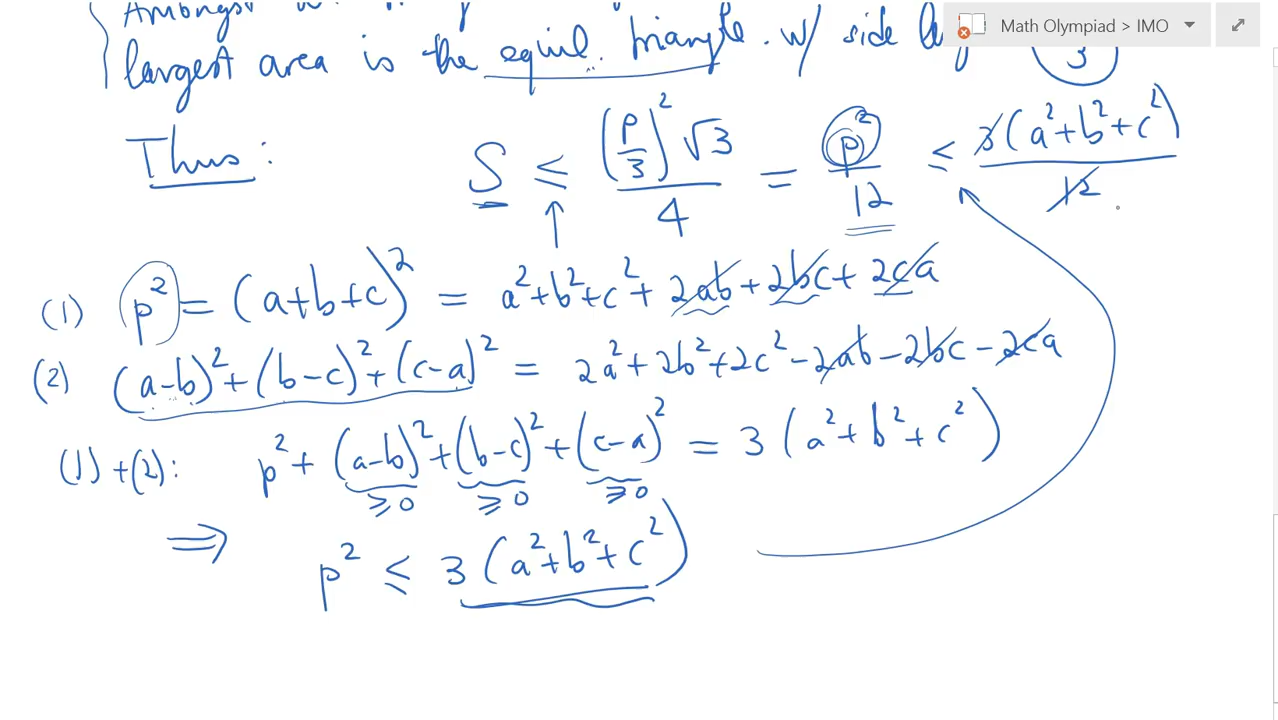 Math Olympiad > IMO
Amongst
largest area is the equil. triangle. w/ side 3
Thus : S ≤ (p/3)² √3 / 4 = p² / 12 ≤ 3(a²+b²+c²) / 12
(1) p² = (a+b+c)² = a²+b²+c²+ 2ab+2bc+ 2ca
(2) (a-b)²+(b-c)²+(c-a)² = 2a²+2b²+2c²-2ab-2bc-2ca
(1)+(2): p²+ (a-b)²+(b-c)²+(c-a)² = 3 (a²+b²+c²)
≥0 ≥0 ≥0
⇒ p² ≤ 3 (a²+b²+c²)